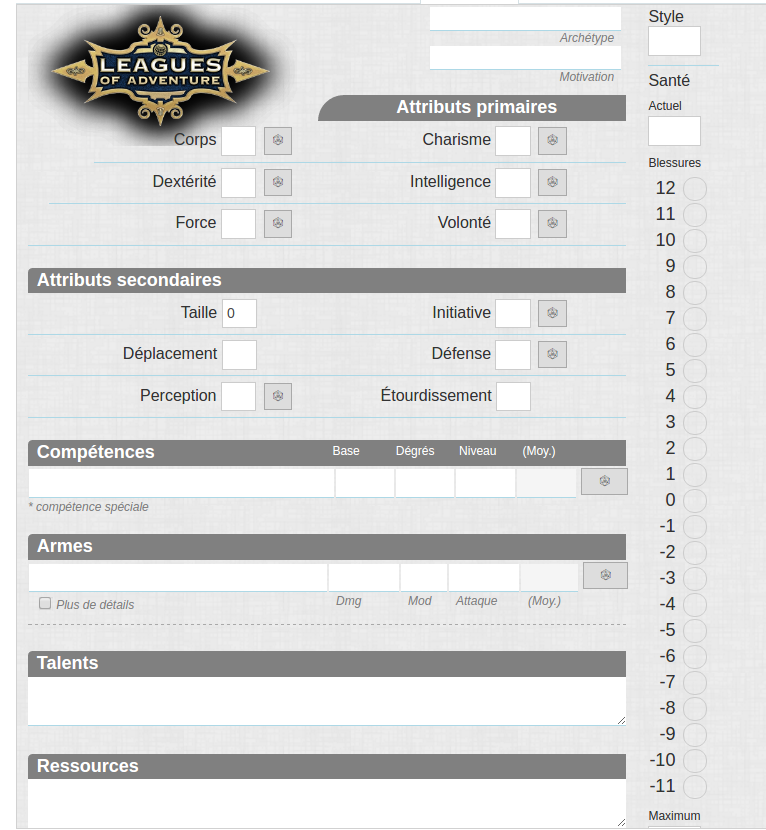 LEAGUES
OF ADVENTURE
Archétype
Motivation
Attributs primaires
Corps
Charisme
Dextérité
Intelligence
Force
Volonté
Attributs secondaires
Taille 0
Initiative
Déplacement
Défense
Perception
Étourdissement
Compétences Base Dégrés Niveau (Moy.)
* compétence spéciale
Armes
Plus de détails Dmg Mod Attaque (Moy.)
Talents
Ressources
Style
Santé
Actuel
Blessures
12
11
10
9
8
7
6
5
4
3
2
1
0
-1
-2
-3
-4
-5
-6
-7
-8
-9
-10
-11
Maximum